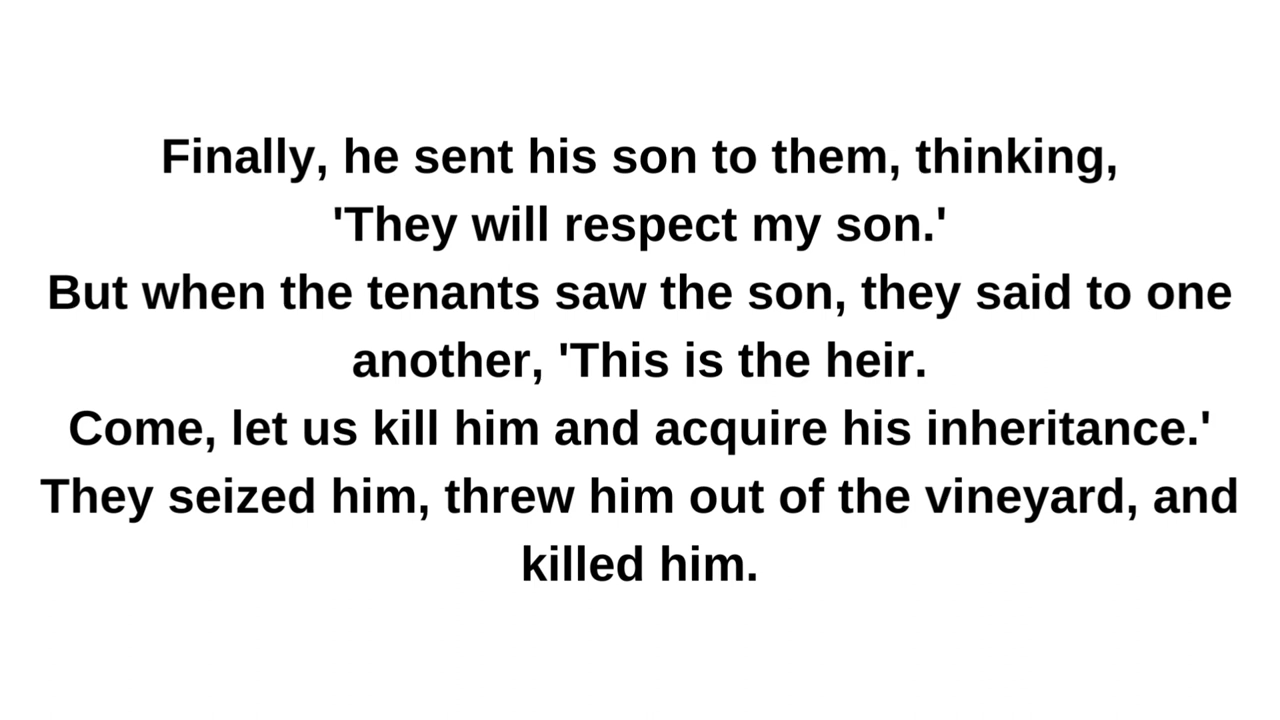 Finally, he sent his son to them, thinking,
'They will respect my son.'
But when the tenants saw the son, they said to one
another, 'This is the heir.
Come, let us kill him and acquire his inheritance.'
They seized him, threw him out of the vineyard, and
killed him.